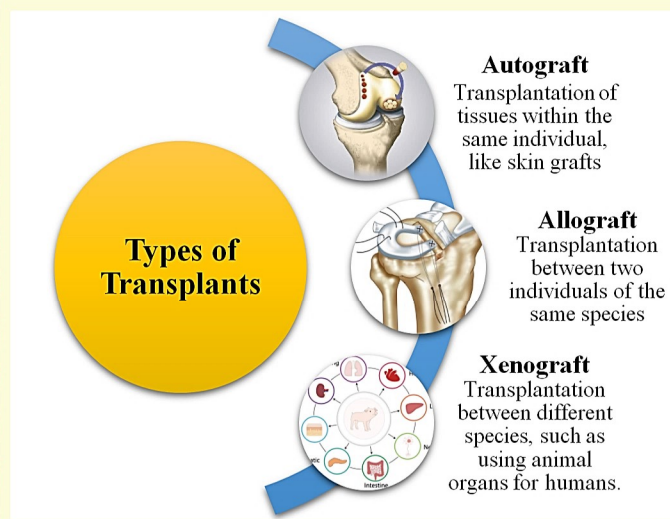 Types of
Transplants
Autograft
Transplantation of
tissues within the
same individual,
like skin grafts
Allograft
Transplantation
between two
individuals of the
same species
Xenograft
Transplantation
between different
species, such as
using animal
organs for humans.
Intestine